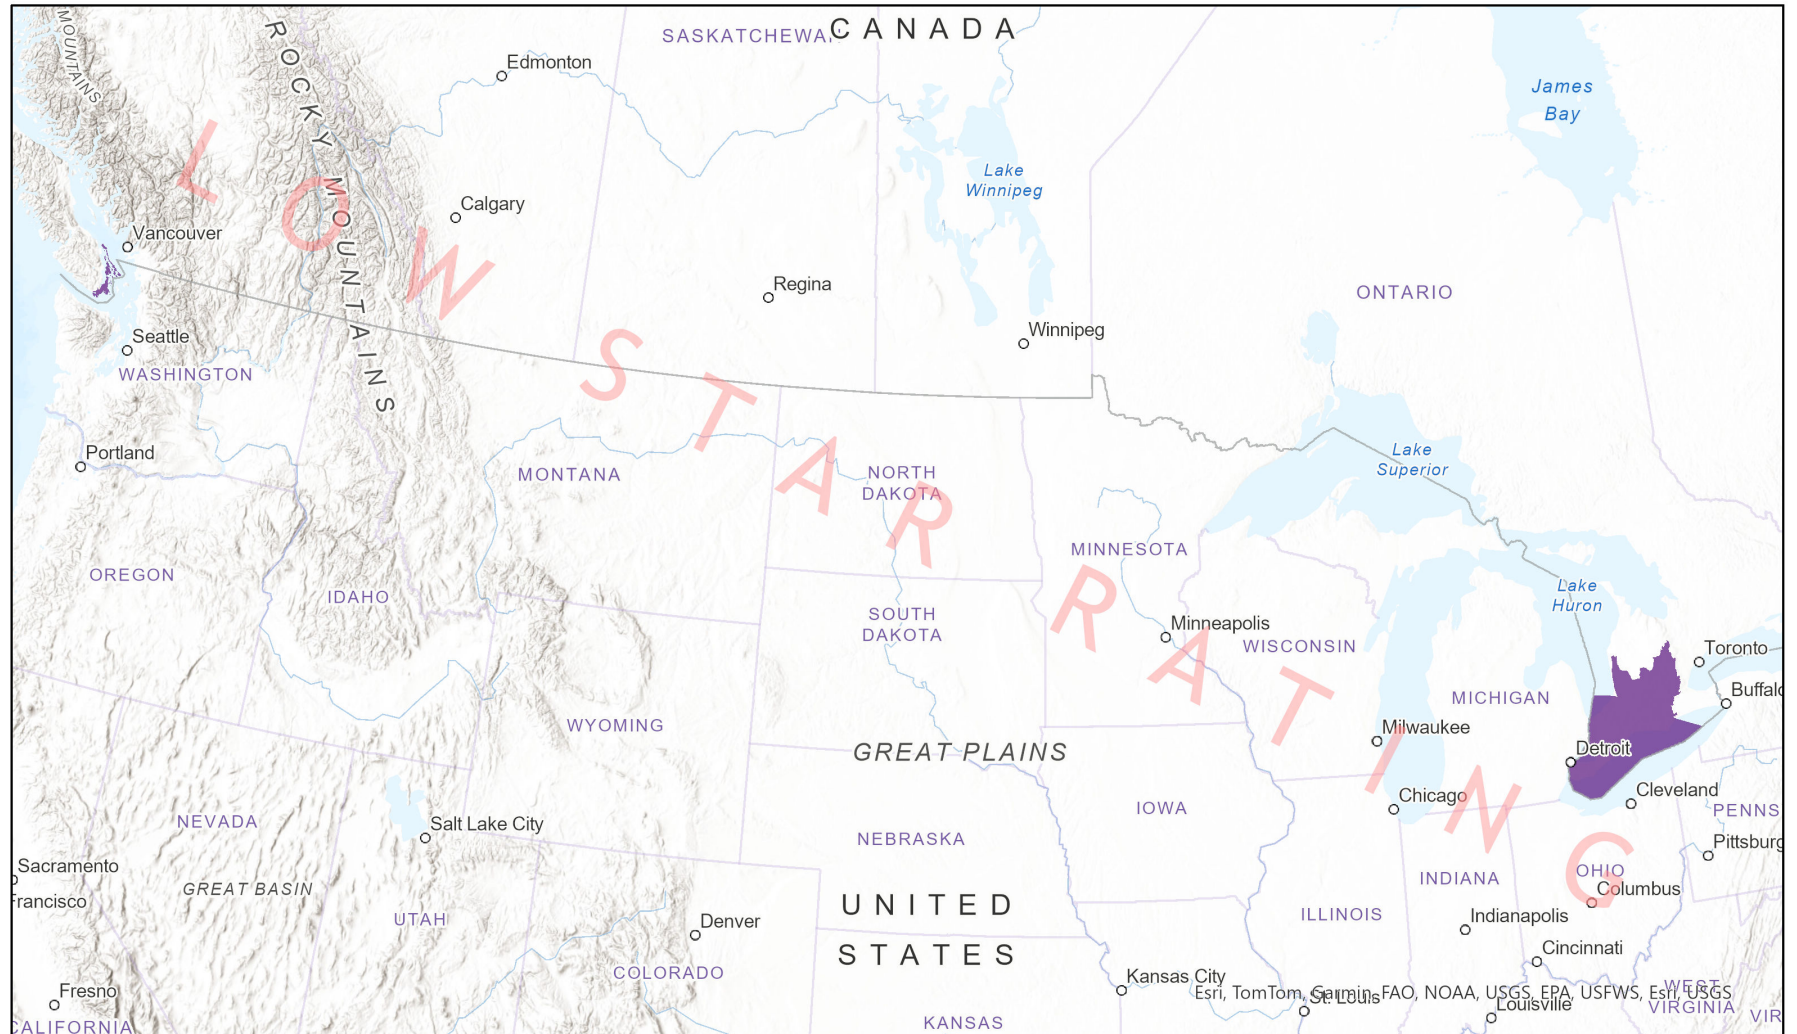 MOUNTAINS
ROCKY MOUNTAINS
SASKATCHEWA
CANADA
Edmonton
James
Bay
Lake
Winnipeg
Calgary
Vancouver
Regina
ONTARIO
Winnipeg
Seattle
WASHINGTON
LOW STAR RATING
Portland
MONTANA
NORTH
DAKOTA
Lake
Superior
OREGON
IDAHO
MINNESOTA
Lake
Huron
SOUTH
DAKOTA
Minneapolis
WISCONSIN
Toronto
MICHIGAN
Buffalo
WYOMING
GREAT PLAINS
Milwaukee
Detroit
Chicago
Cleveland
IOWA
PENNS
NEVADA
Salt Lake City
NEBRASKA
Pittsburg
Sacramento
Francisco
GREAT BASIN
UTAH
OHIO
INDIANA
Columbus
UNITED
STATES
ILLINOIS
Indianapolis
Denver
Cincinnati
COLORADO
Kansas City
Fresno
CALIFORNIA
KANSAS
St. Louis
Louisville
WEST
VIRGINIA
VIR
Esri, TomTom, Garmin, FAO, NOAA, USGS, EPA, USFWS, Esri, USGS